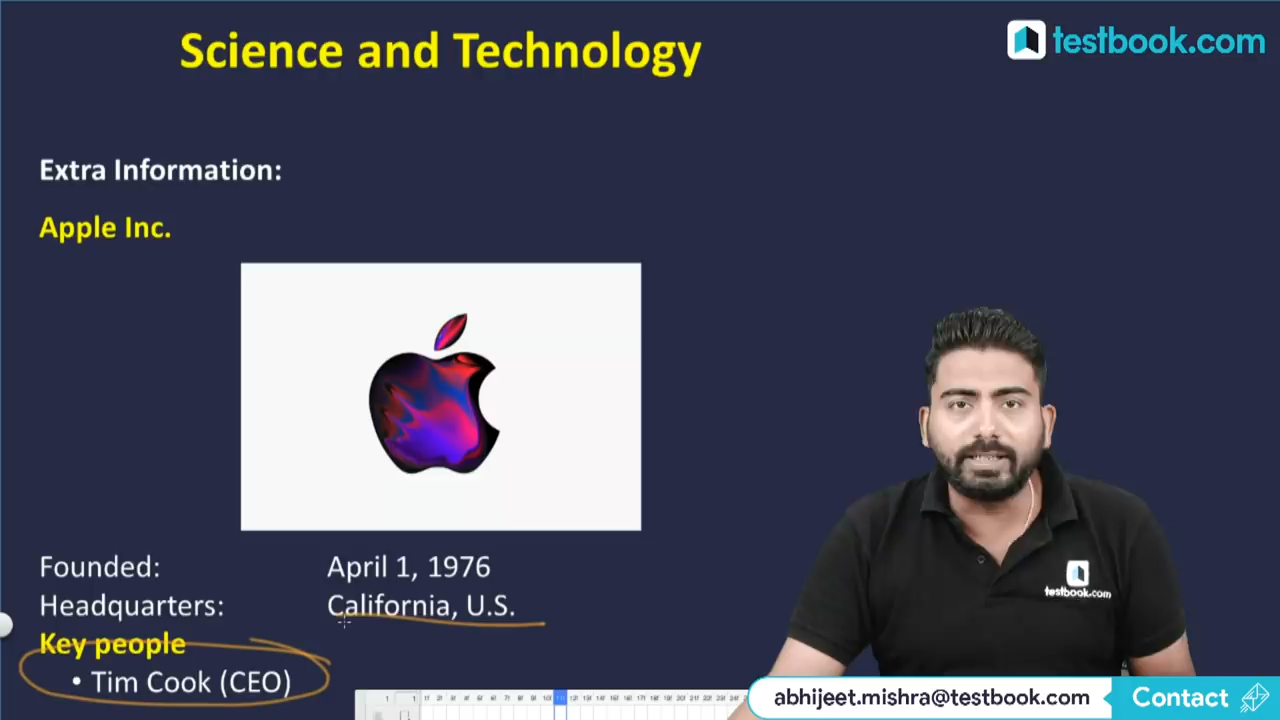 Science and Technology
testbook.com
Extra Information:
Apple Inc.
Founded: April 1, 1976
Headquarters: California, U.S.
Key people
• Tim Cook (CEO)
testbook.com
abhijeet.mishra@testbook.com
Contact